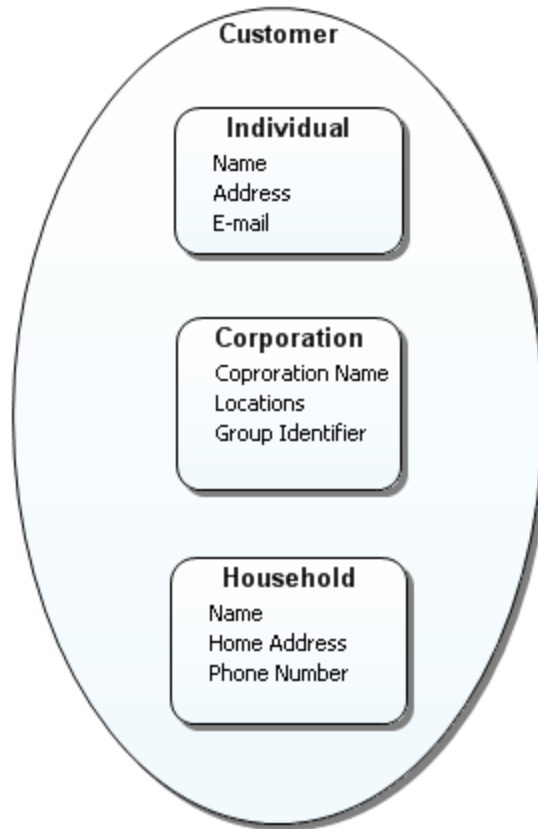 Customer
Individual
Name
Address
E-mail
Corporation
Coproration Name
Locations
Group Identifier
Household
Name
Home Address
Phone Number